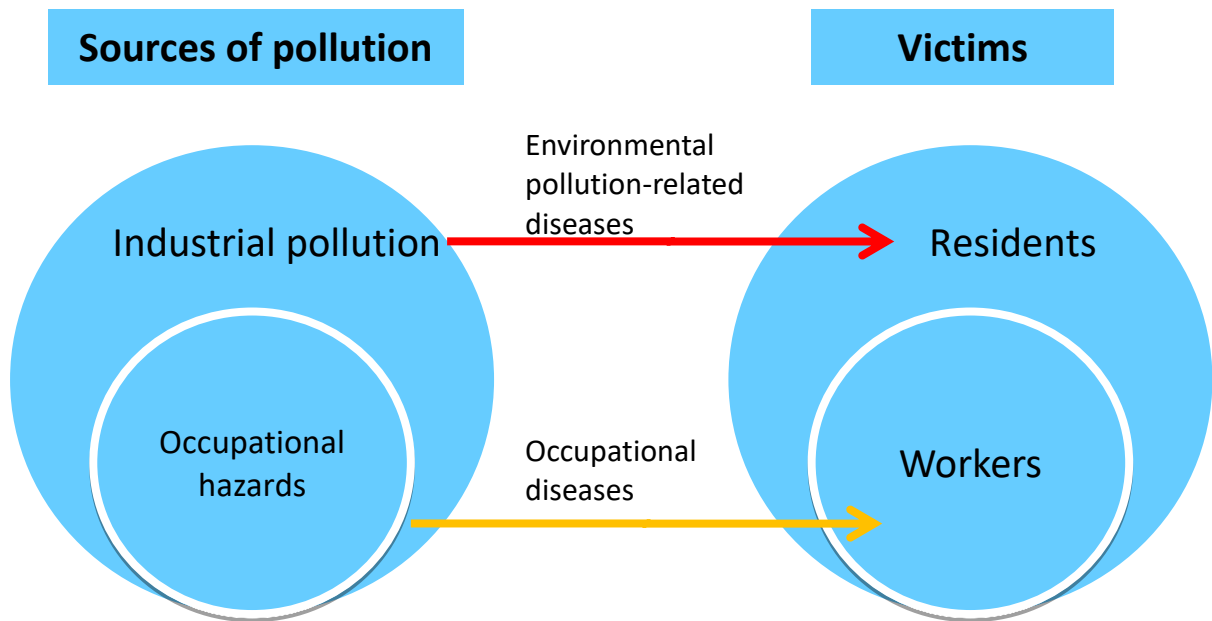 Sources of pollution
Victims
Environmental
pollution-related
diseases
Industrial pollution
Residents
Occupational
hazards
Occupational
diseases
Workers